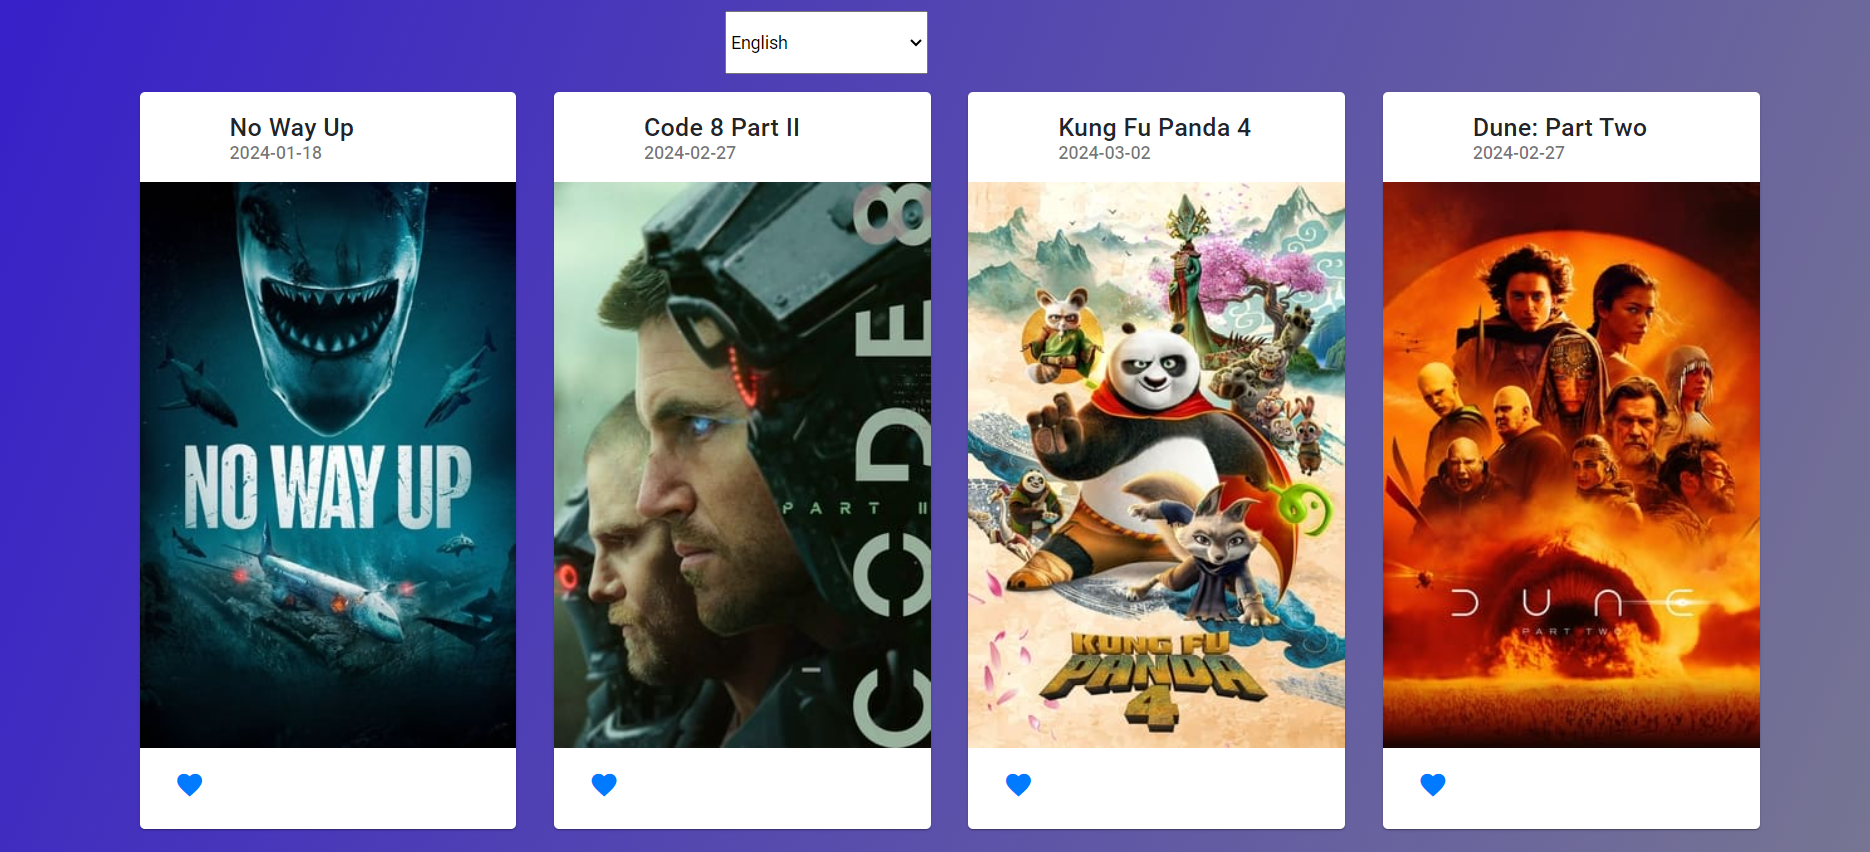 English
No Way Up
2024-01-18
NO WAY UP
Code 8 Part II
2024-02-27
CODE 8
PART II
Kung Fu Panda 4
2024-03-02
KUNG FU
PANDA
4
Dune: Part Two
2024-02-27
DUNE
PART TWO